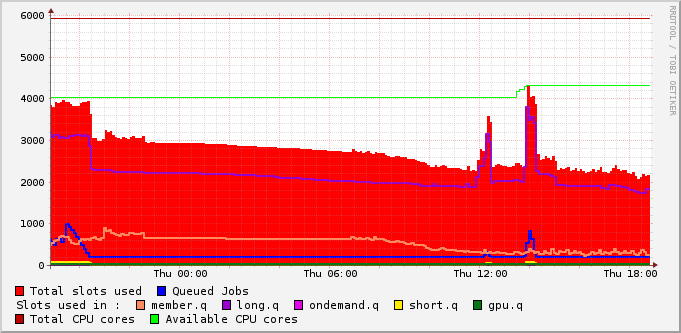 6000
5000
4000
3000
2000
1000
0
Thu 00:00 Thu 06:00 Thu 12:00 Thu 18:00
Total slots used Queued Jobs
Slots used in : member.q long.q ondemand.q short.q gpu.q
Total CPU cores Available CPU cores
RRDTOOL / TOBI OETIKER